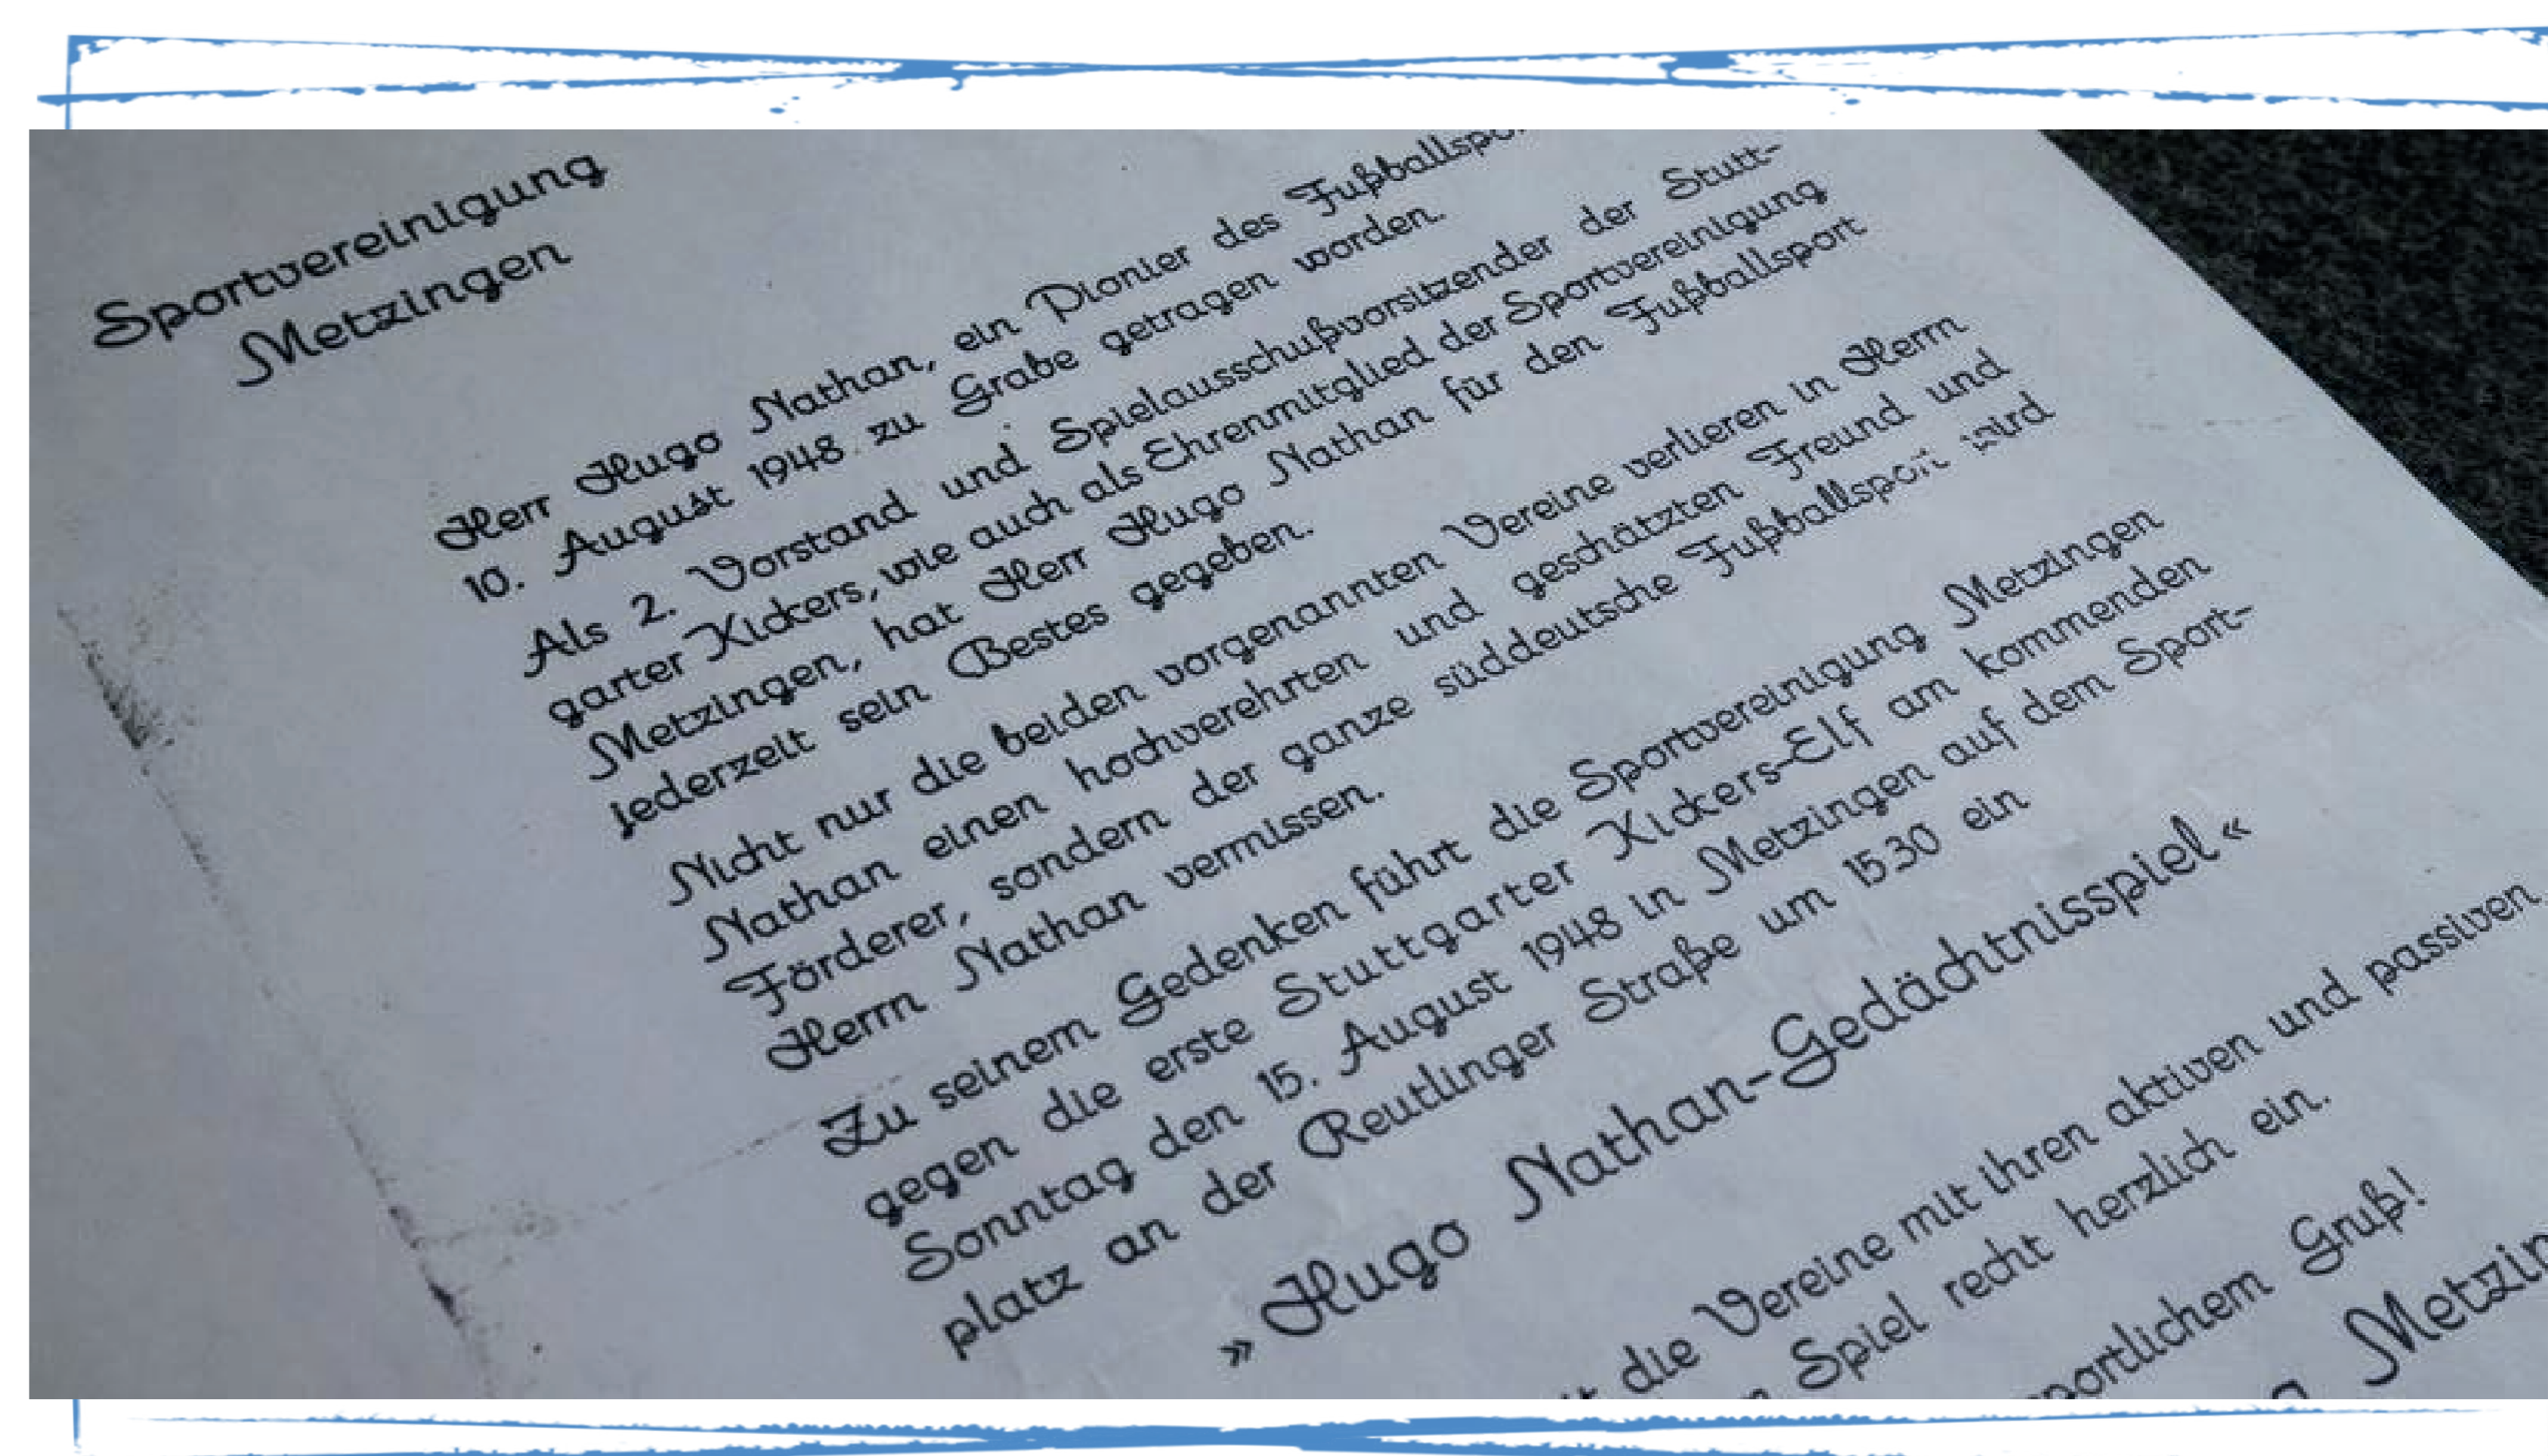 Sportvereinigung
Metzingen
Herr Hugo Nathan, ein Pionier des
10. August 1948 zu Grabe getragen worden.
Als 2. Vorstand und Spielausschußvorsitzender der Stutt-
garter Kickers, wie auch als Ehrenmitglied der Sportvereinigung
Metzingen, hat Herr Hugo Nathan für den Fußballsport
jederzeit sein Bestes gegeben.
Nicht nur die beiden vorgenannten Vereine verlieren in Herrn
Nathan einen hochverehrten und geschätzten Freund und
Förderer, sondern der ganze süddeutsche Fußballsport wird
Herrn Nathan vermissen.
Zu seinem Gedenken führt die Sportvereinigung Metzingen
gegen die erste Stuttgarter Kickers-Elf am kommenden
Sonntag den 15. August 1948 in Metzingen auf dem Sport-
platz an der Reutlinger Straße um 15.30 ein
» Hugo Nathan-Gedächtnisspiel «
die Vereine mit ihren aktiven und passiven
Spiel recht herzlich ein.
Gruß!